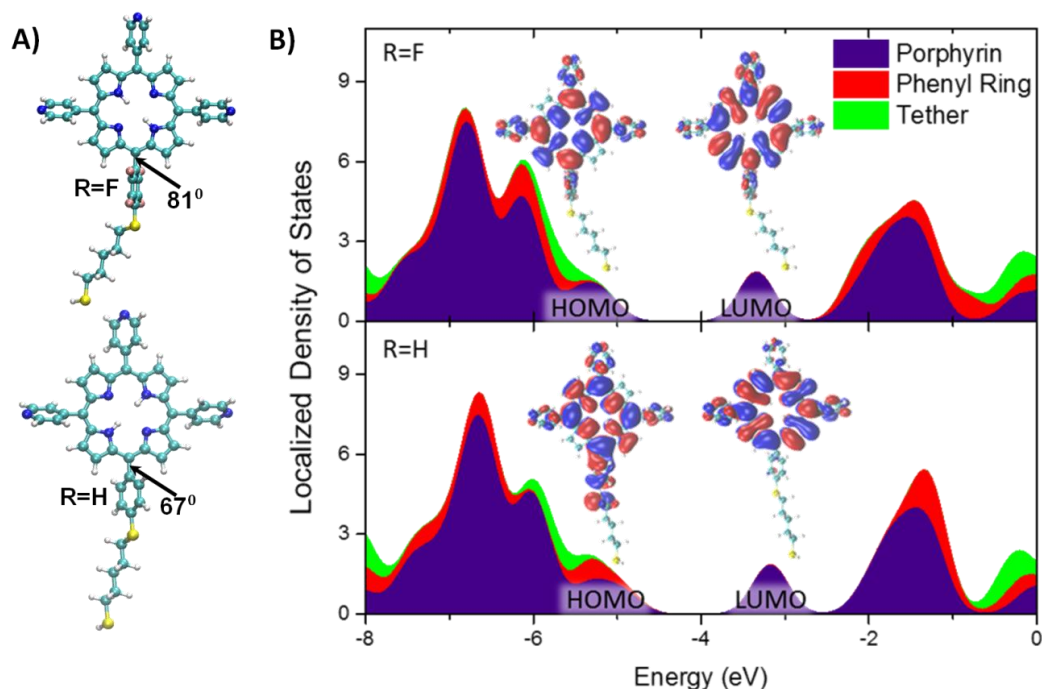 A)
R=F
81⁰
R=H
67⁰
B)
Localized Density of States
R=F
Porphyrin
Phenyl Ring
Tether
9
6
3
0
HOMO
LUMO
R=H
9
6
3
0
HOMO
LUMO
-8
-6
-4
-2
0
Energy (eV)